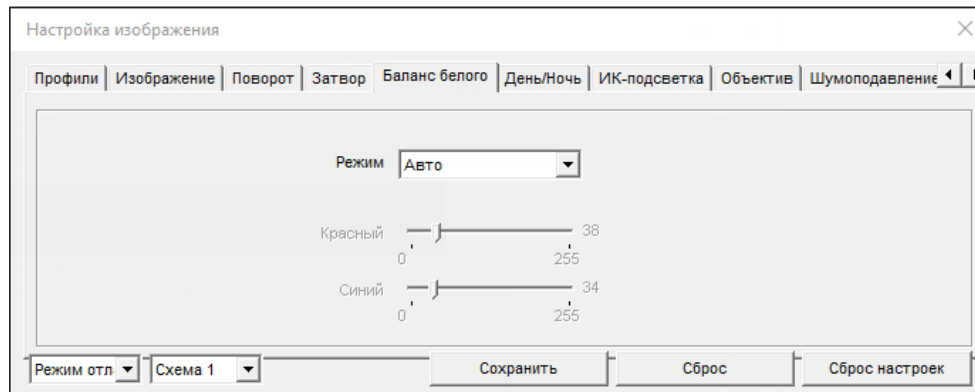 Настройка изображения
Профили Изображение Поворот Затвор Баланс белого День/Ночь ИК-подсветка Объектив Шумоподавление
Режим Авто
Красный 38
0 255
Синий 34
0 255
Режим отл Схема 1 Сохранить Сброс Сброс настроек